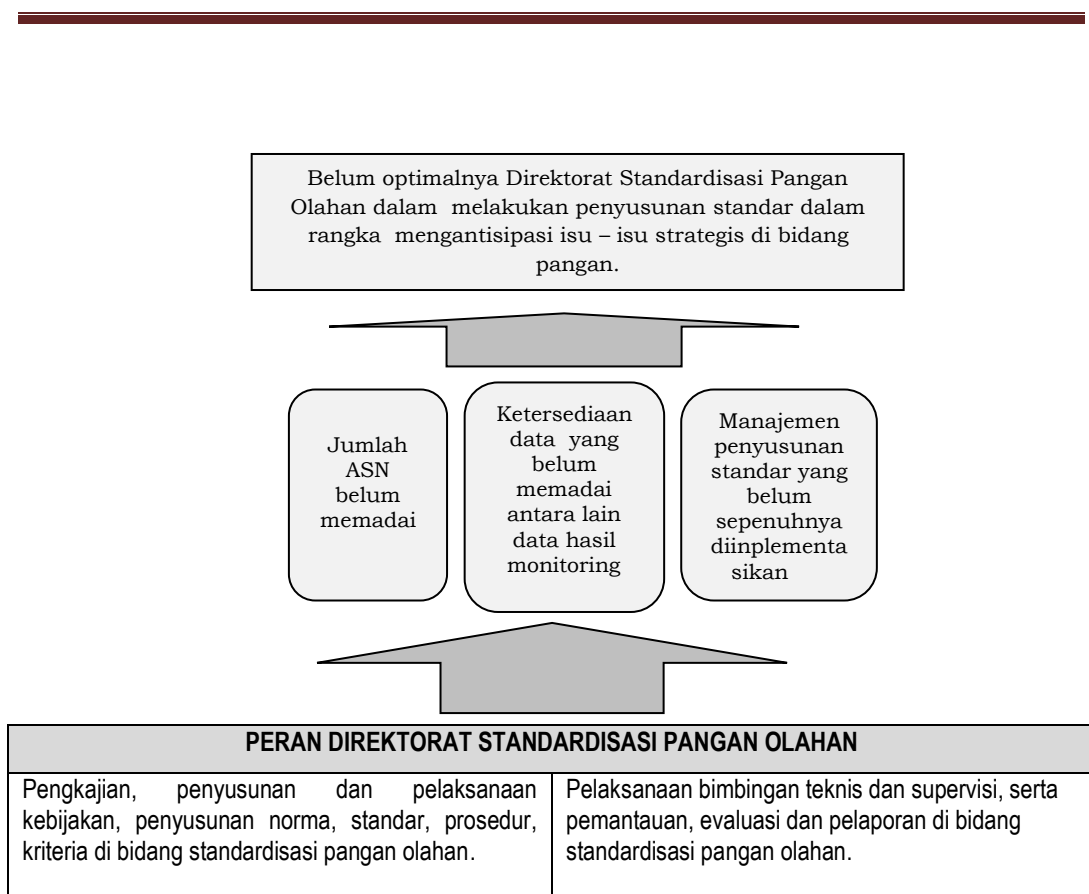 Belum optimalnya Direktorat Standardisasi Pangan
Olahan dalam melakukan penyusunan standar dalam
rangka mengantisipasi isu – isu strategis di bidang
pangan.
Jumlah
ASN
belum
memadai
Ketersediaan
data yang
belum
memadai
antara lain
data hasil
monitoring
Manajemen
penyusunan
standar yang
belum
sepenuhnya
diinplementa
sikan
PERAN DIREKTORAT STANDARDISASI PANGAN OLAHAN
Pengkajian, penyusunan dan pelaksanaan
kebijakan, penyusunan norma, standar, prosedur,
kriteria di bidang standardisasi pangan olahan.
Pelaksanaan bimbingan teknis dan supervisi, serta
pemantauan, evaluasi dan pelaporan di bidang
standardisasi pangan olahan.